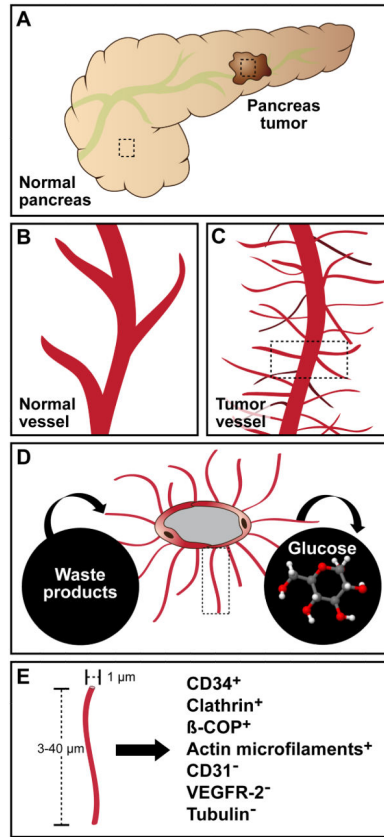 A
Pancreas
tumor
Normal
pancreas
B
Normal
vessel
C
Tumor
vessel
D
Waste
products
Glucose
E
1 µm
3-40 µm
CD34⁺
Clathrin⁺
ß-COP⁺
Actin microfilaments⁺
CD31⁻
VEGFR-2⁻
Tubulin⁻